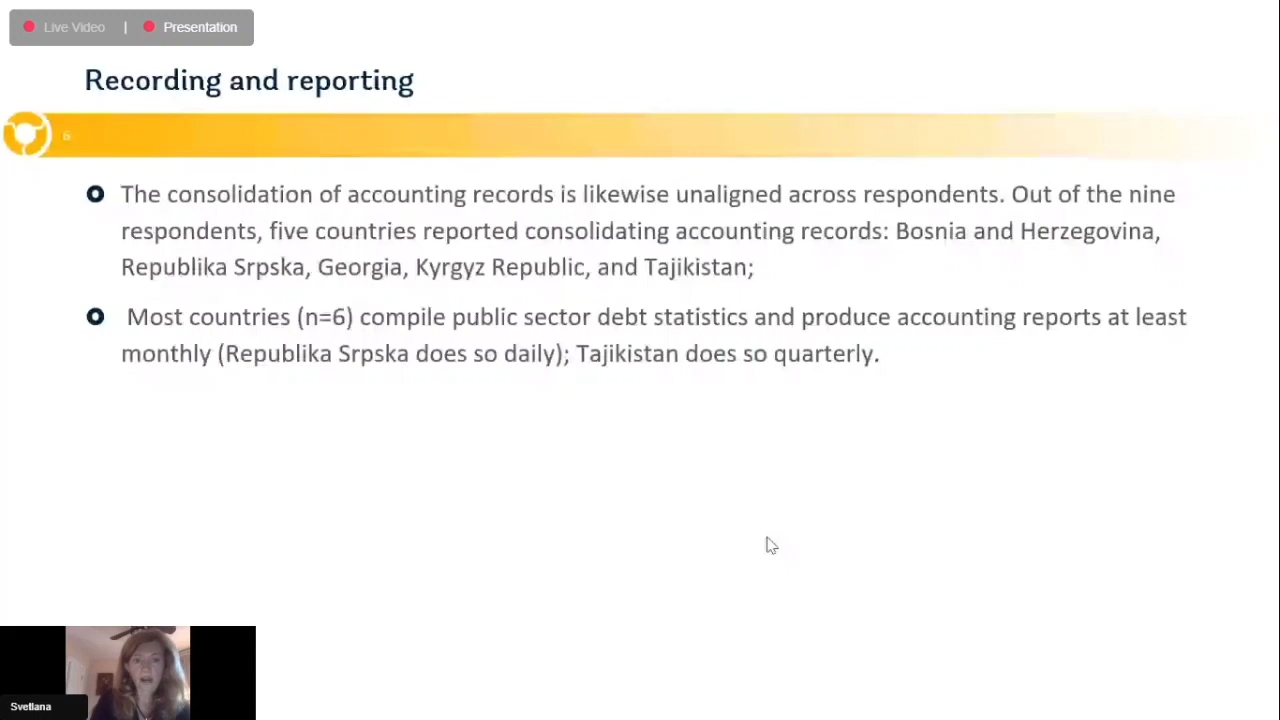 Live Video | Presentation
Recording and reporting
6
The consolidation of accounting records is likewise unaligned across respondents. Out of the nine
respondents, five countries reported consolidating accounting records: Bosnia and Herzegovina,
Republika Srpska, Georgia, Kyrgyz Republic, and Tajikistan;
Most countries (n=6) compile public sector debt statistics and produce accounting reports at least
monthly (Republika Srpska does so daily); Tajikistan does so quarterly.
Svetlana